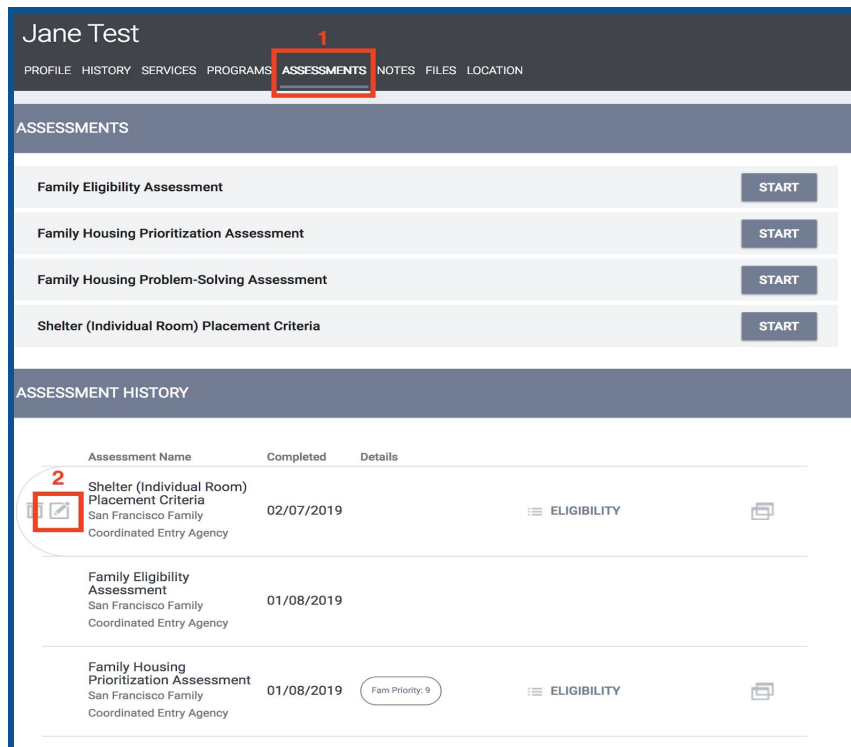 Jane Test
1
PROFILE HISTORY SERVICES PROGRAMS ASSESSMENTS NOTES FILES LOCATION
ASSESSMENTS
Family Eligibility Assessment START
Family Housing Prioritization Assessment START
Family Housing Problem-Solving Assessment START
Shelter (Individual Room) Placement Criteria START
ASSESSMENT HISTORY
Assessment Name Completed Details
2
Shelter (Individual Room)
Placement Criteria
San Francisco Family
Coordinated Entry Agency
02/07/2019
ELIGIBILITY
Family Eligibility
Assessment
San Francisco Family
Coordinated Entry Agency
01/08/2019
Family Housing
Prioritization Assessment
San Francisco Family
Coordinated Entry Agency
01/08/2019
Fam Priority: 9
ELIGIBILITY